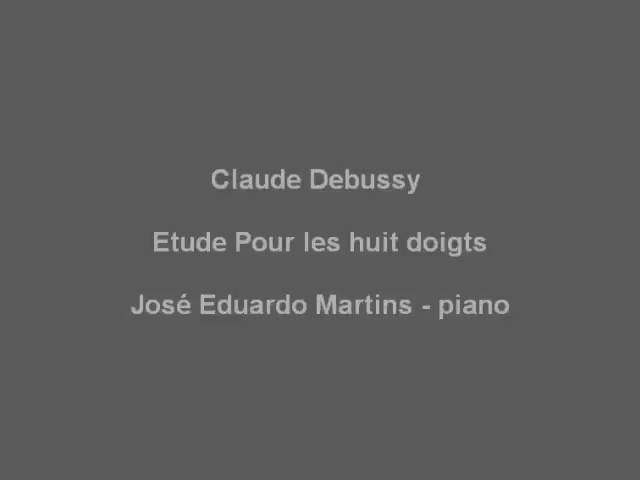 Claude Debussy
Etude Pour les huit doigts
José Eduardo Martins - piano